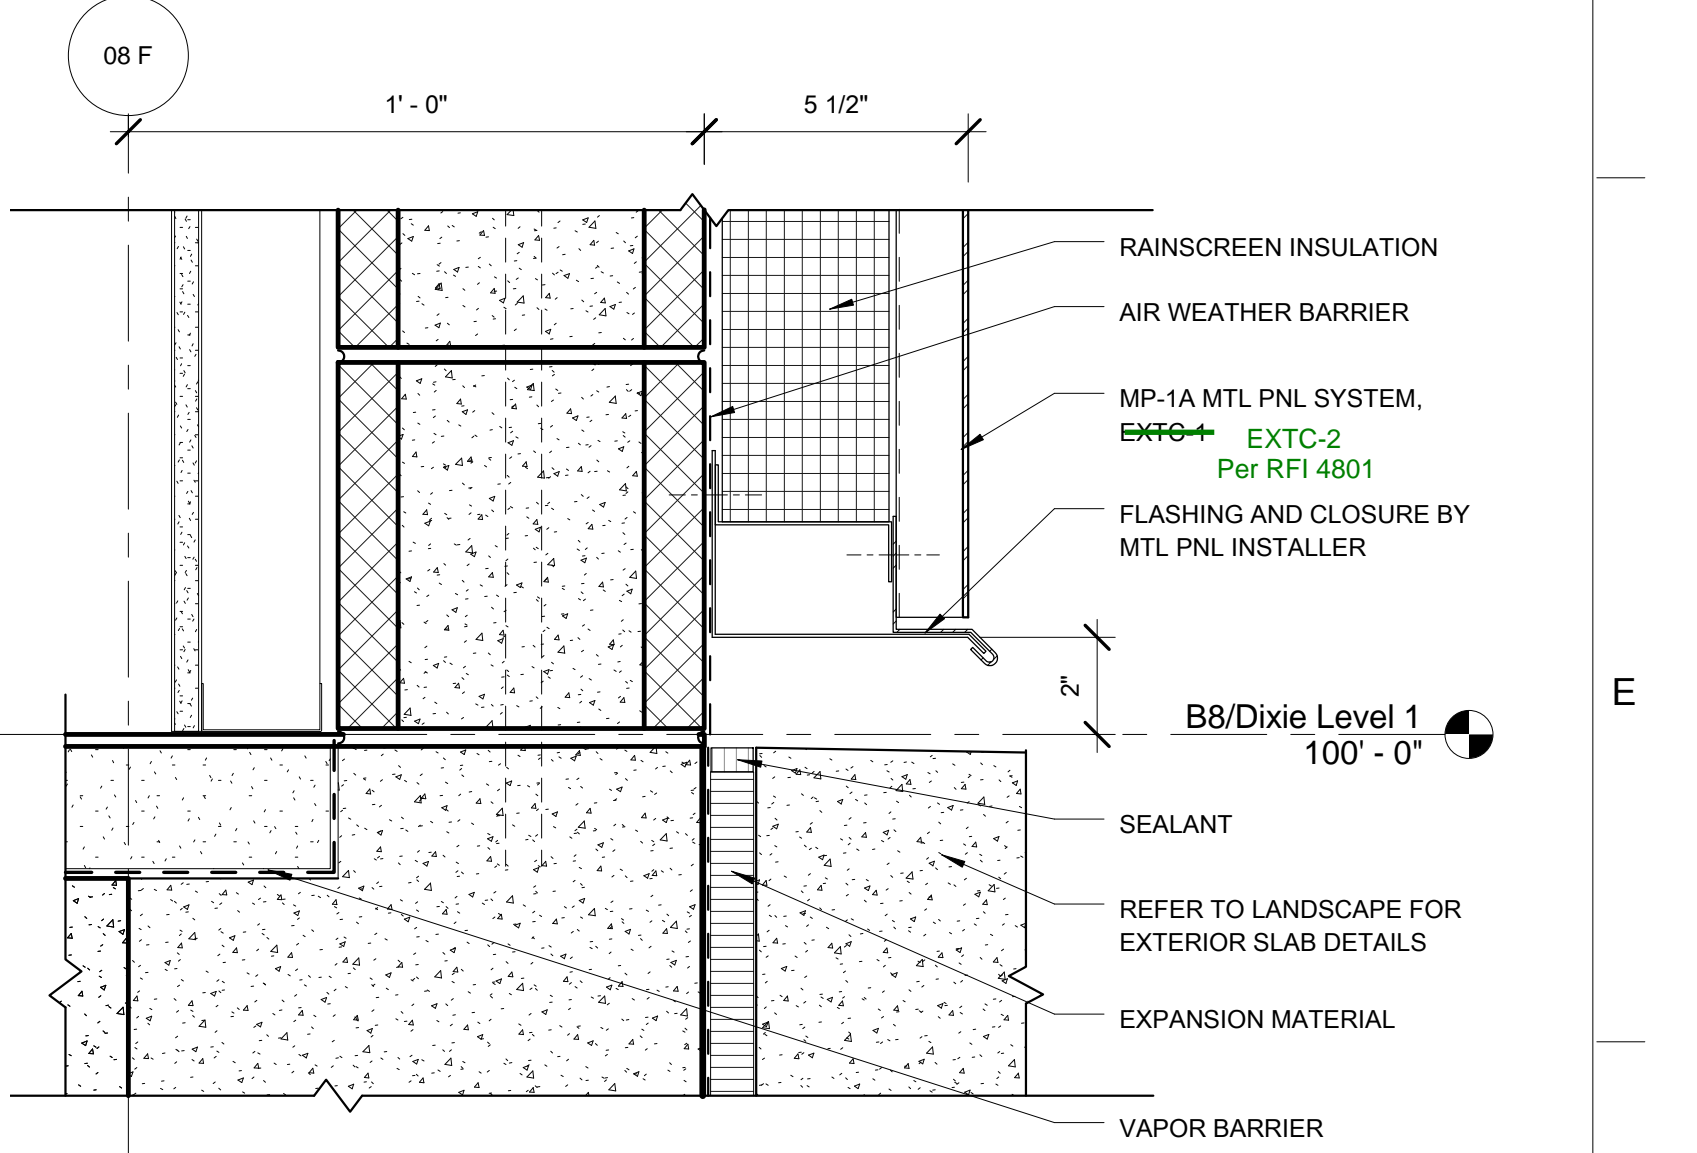 08 F
1' - 0"
5 1/2"
RAINSCREEN INSULATION
AIR WEATHER BARRIER
MP-1A MTL PNL SYSTEM,
EXTC-1
EXTC-2
Per RFI 4801
FLASHING AND CLOSURE BY
MTL PNL INSTALLER
2"
E
B8/Dixie Level 1
100' - 0"
SEALANT
REFER TO LANDSCAPE FOR
EXTERIOR SLAB DETAILS
EXPANSION MATERIAL
VAPOR BARRIER